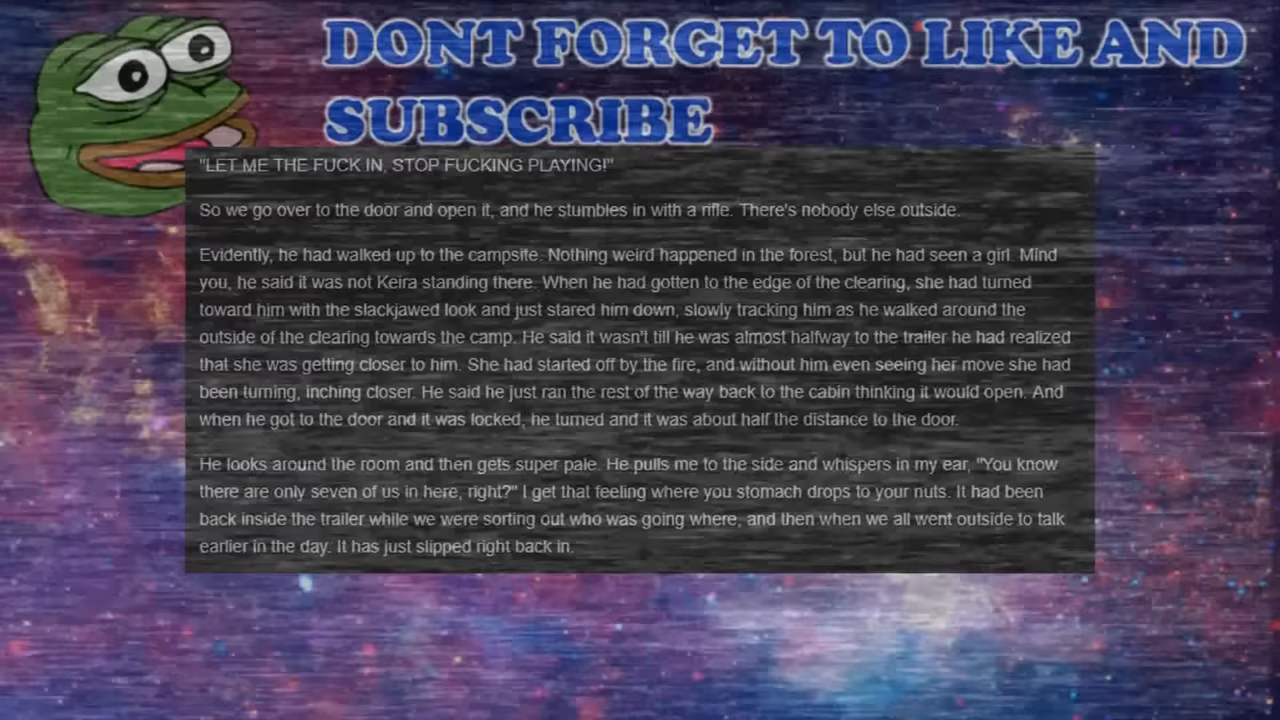 DONT FORGET TO LIKE AND
SUBSCRIBE
"LET ME THE FUCK IN, STOP FUCKING PLAYING!"
So we go over to the door and open it, and he stumbles in with a rifle. There's nobody else outside.
Evidently, he had walked up to the campsite. Nothing weird happened in the forest, but he had seen a girl. Mind
you, he said it was not Keira standing there. When he had gotten to the edge of the clearing, she had turned
toward him with the slackjawed look and just stared him down, slowly tracking him as he walked around the
outside of the clearing towards the camp. He said it wasn't till he was almost halfway to the trailer he had realized
that she was getting closer to him. She had started off by the fire, and without him even seeing her move she had
been turning, inching closer. He said he just ran the rest of the way back to the cabin thinking it would open. And
when he got to the door and it was locked, he turned and it was about half the distance to the door.
He looks around the room and then gets super pale. He pulls me to the side and whispers in my ear, "You know
there are only seven of us in here, right?" I get that feeling where you stomach drops to your nuts. It had been
back inside the trailer while we were sorting out who was going where, and then when we all went outside to talk
earlier in the day. It has just slipped right back in.